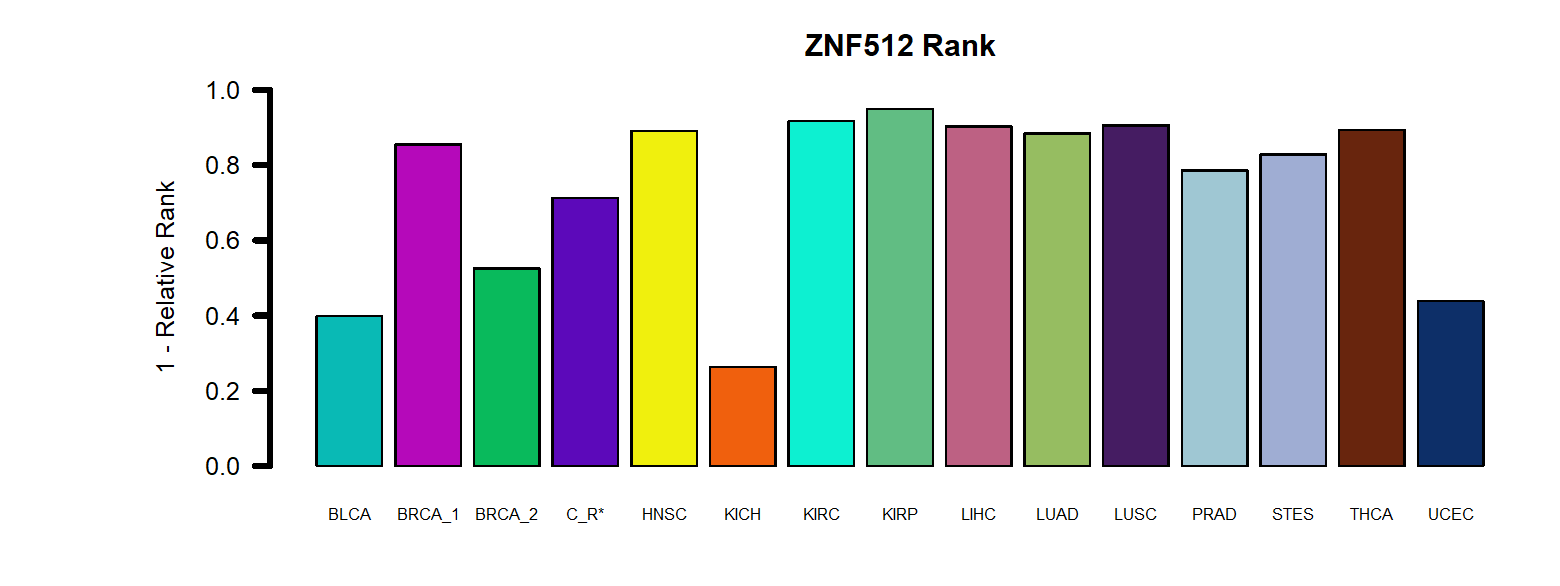 ZNF512 Rank
1 - Relative Rank
1.0
0.8
0.6
0.4
0.2
0.0
BLCA BRCA_1 BRCA_2 C_R* HNSC KICH KIRC KIRP LIHC LUAD LUSC PRAD STES THCA UCEC